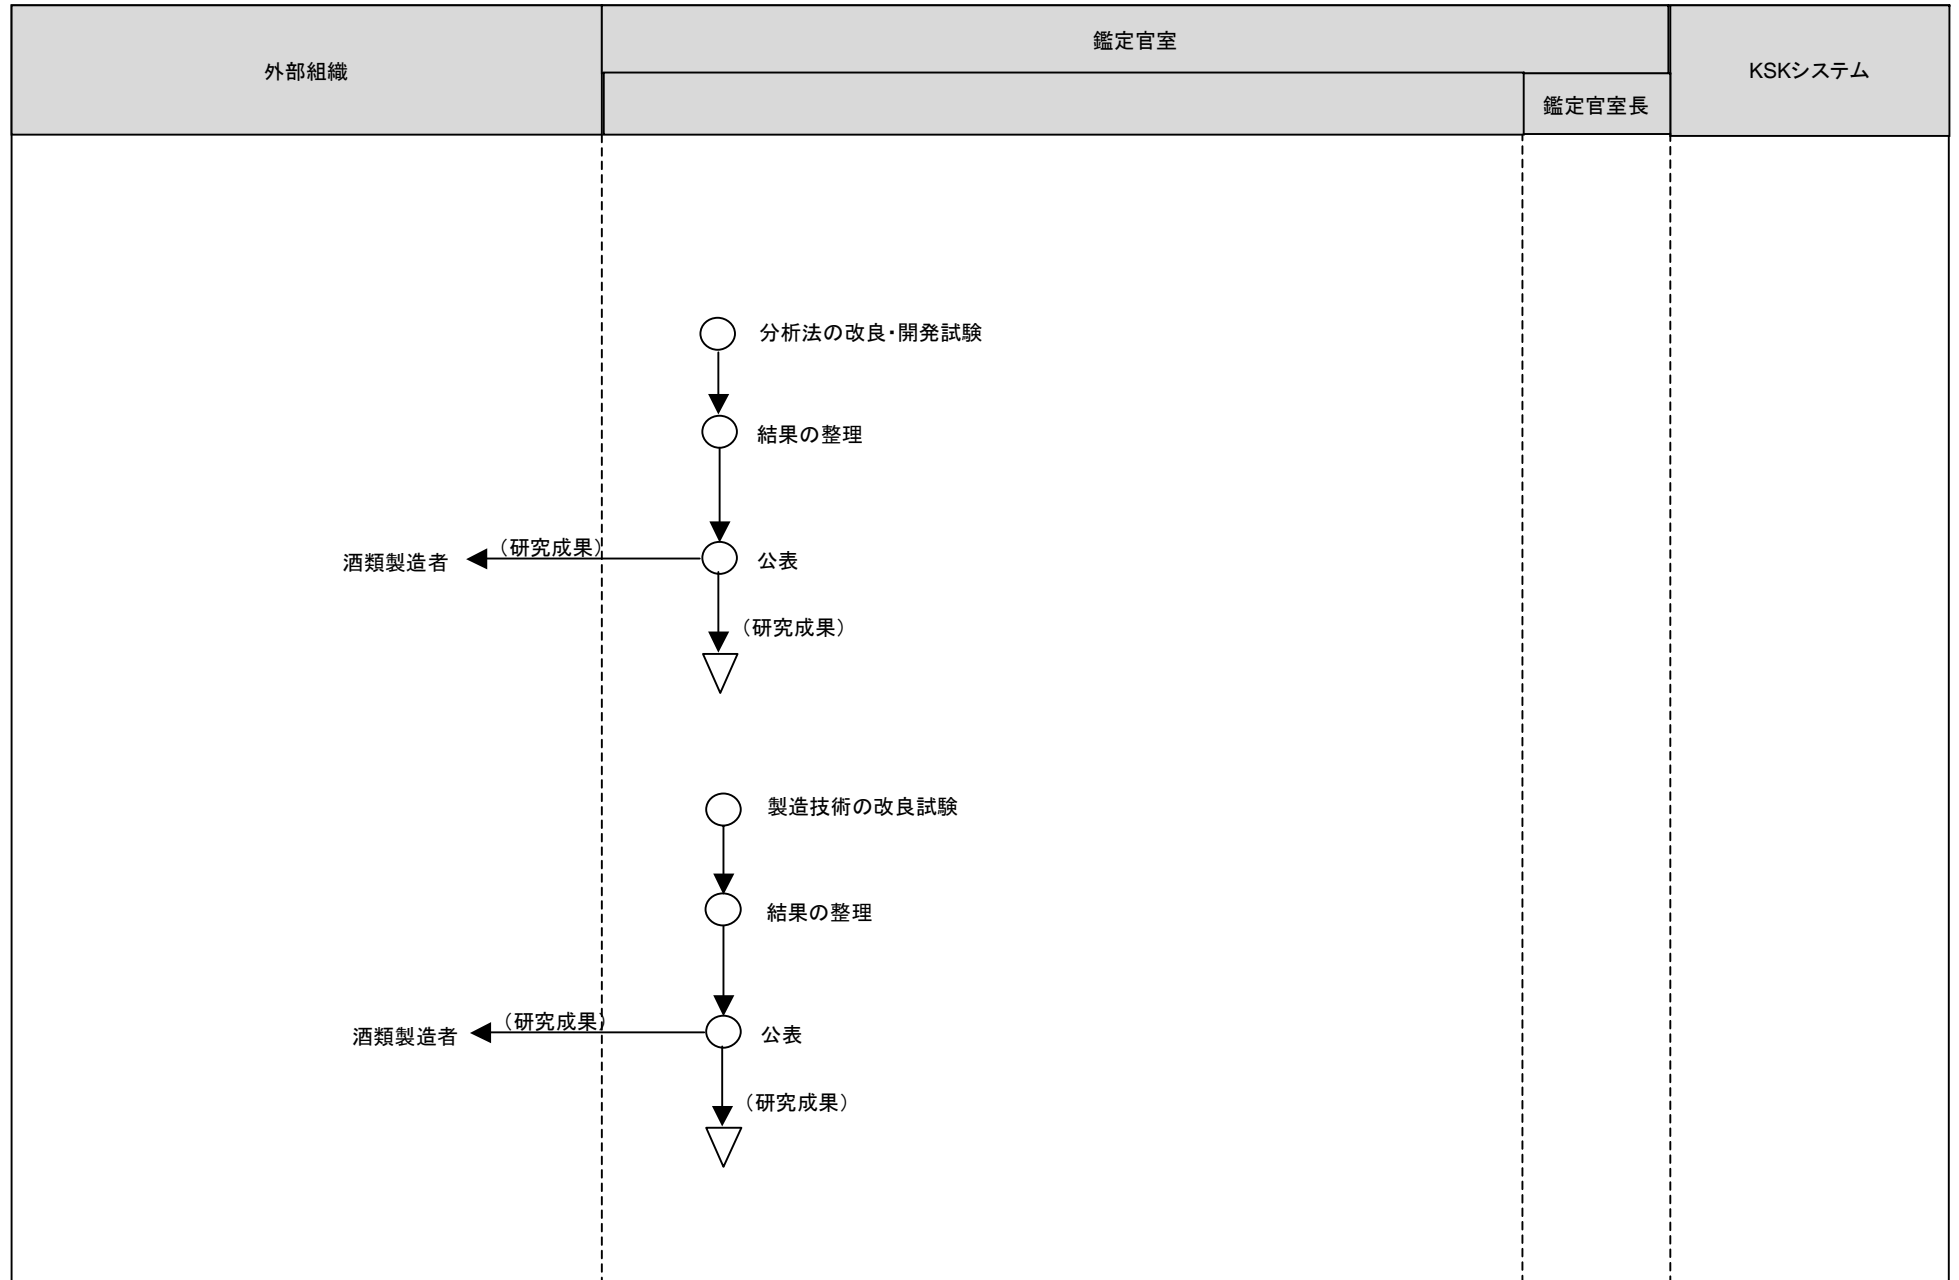 外部組織
鑑定官室
鑑定官室長
KSKシステム
分析法の改良・開発試験
結果の整理
酒類製造者
（研究成果）
公表
（研究成果）
製造技術の改良試験
結果の整理
酒類製造者
（研究成果）
公表
（研究成果）